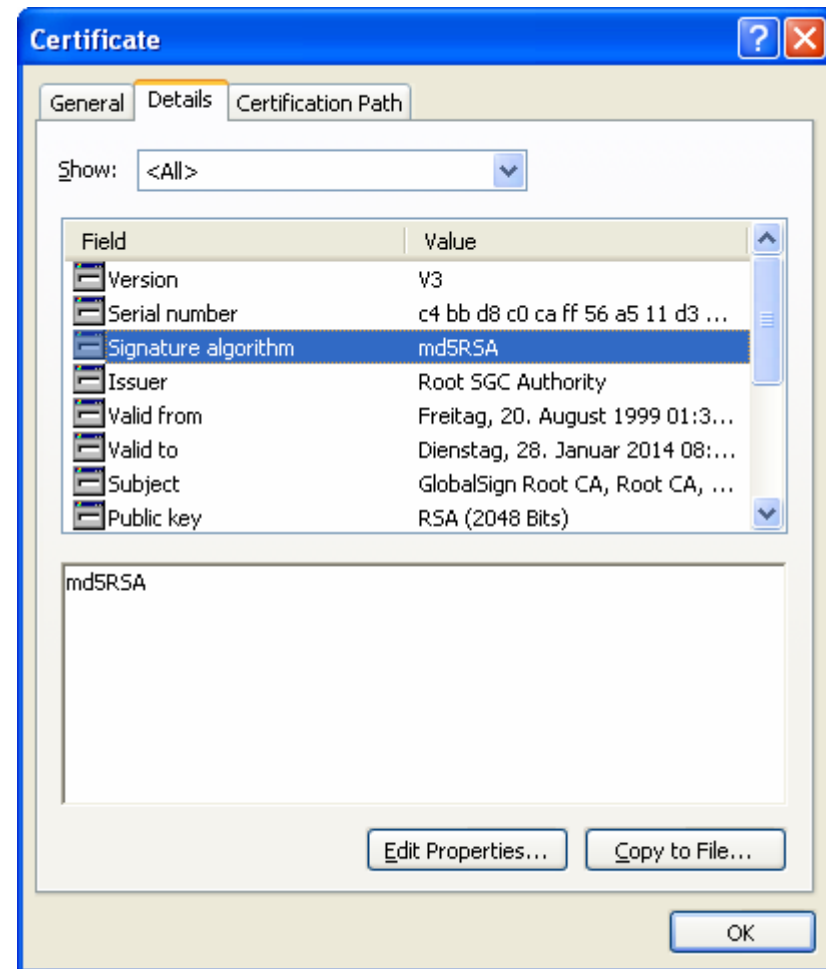 Certificate
General Details Certification Path
Show: <All>
Field Value
Version V3
Serial number c4 bb d8 c0 ca ff 56 a5 11 d3 ...
Signature algorithm md5RSA
Issuer Root SGC Authority
Valid from Freitag, 20. August 1999 01:3...
Valid to Dienstag, 28. Januar 2014 08:...
Subject GlobalSign Root CA, Root CA, ...
Public key RSA (2048 Bits)
md5RSA
Edit Properties... Copy to File...
OK